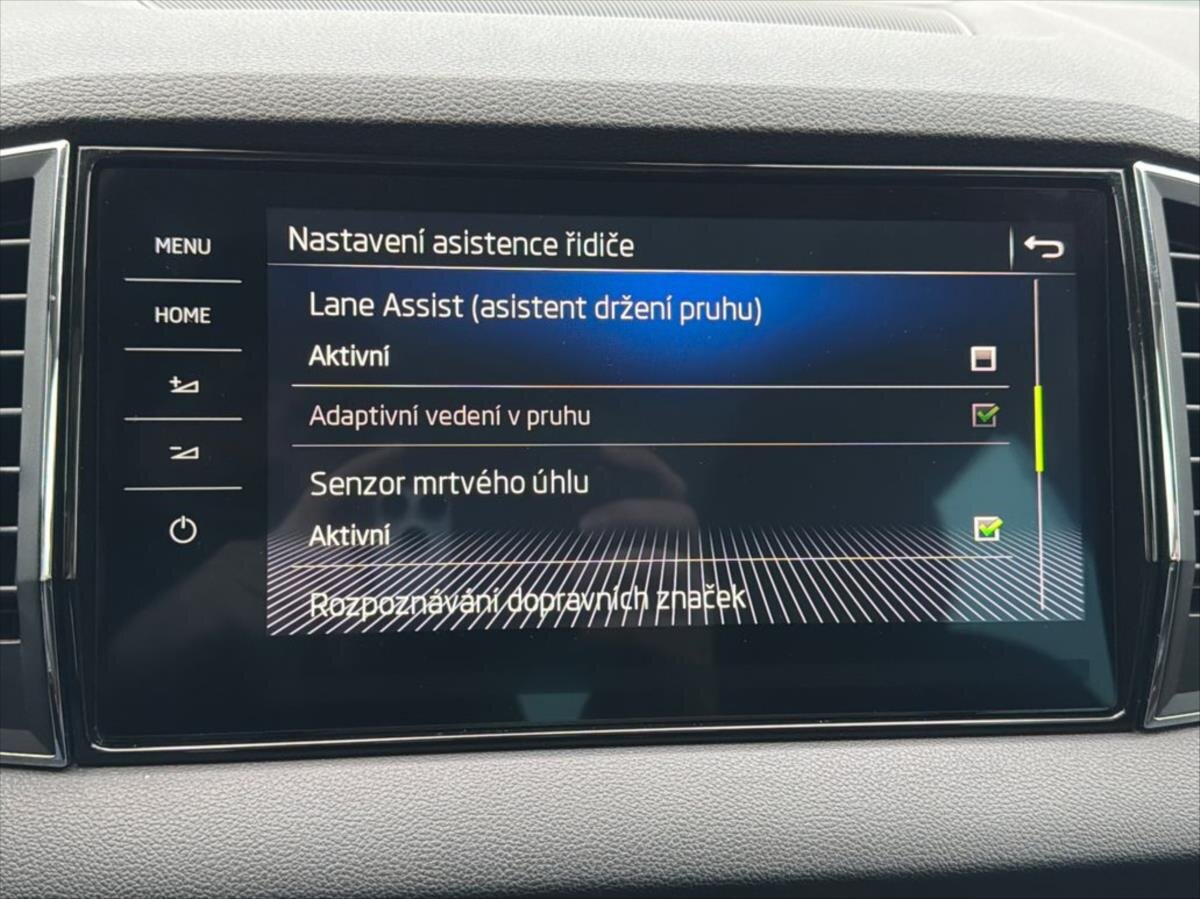 MENU
HOME
Nastavení asistence řidiče
Lane Assist (asistent držení pruhu)
Aktivní
Adaptivní vedení v pruhu
Senzor mrtvého úhlu
Aktivní
Rozpoznávání dopravních značek